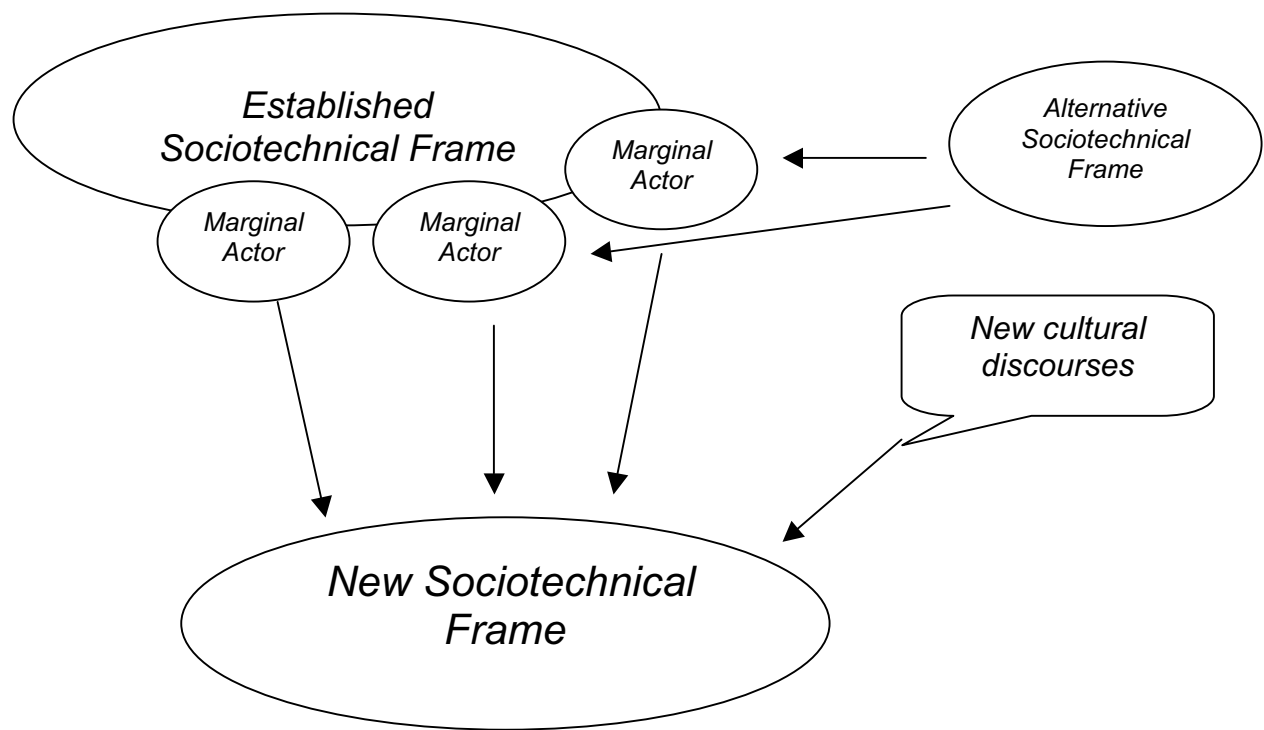 Established
Sociotechnical Frame
Marginal
Actor
Alternative
Sociotechnical
Frame
Marginal
Actor
Marginal
Actor
New cultural
discourses
New Sociotechnical
Frame